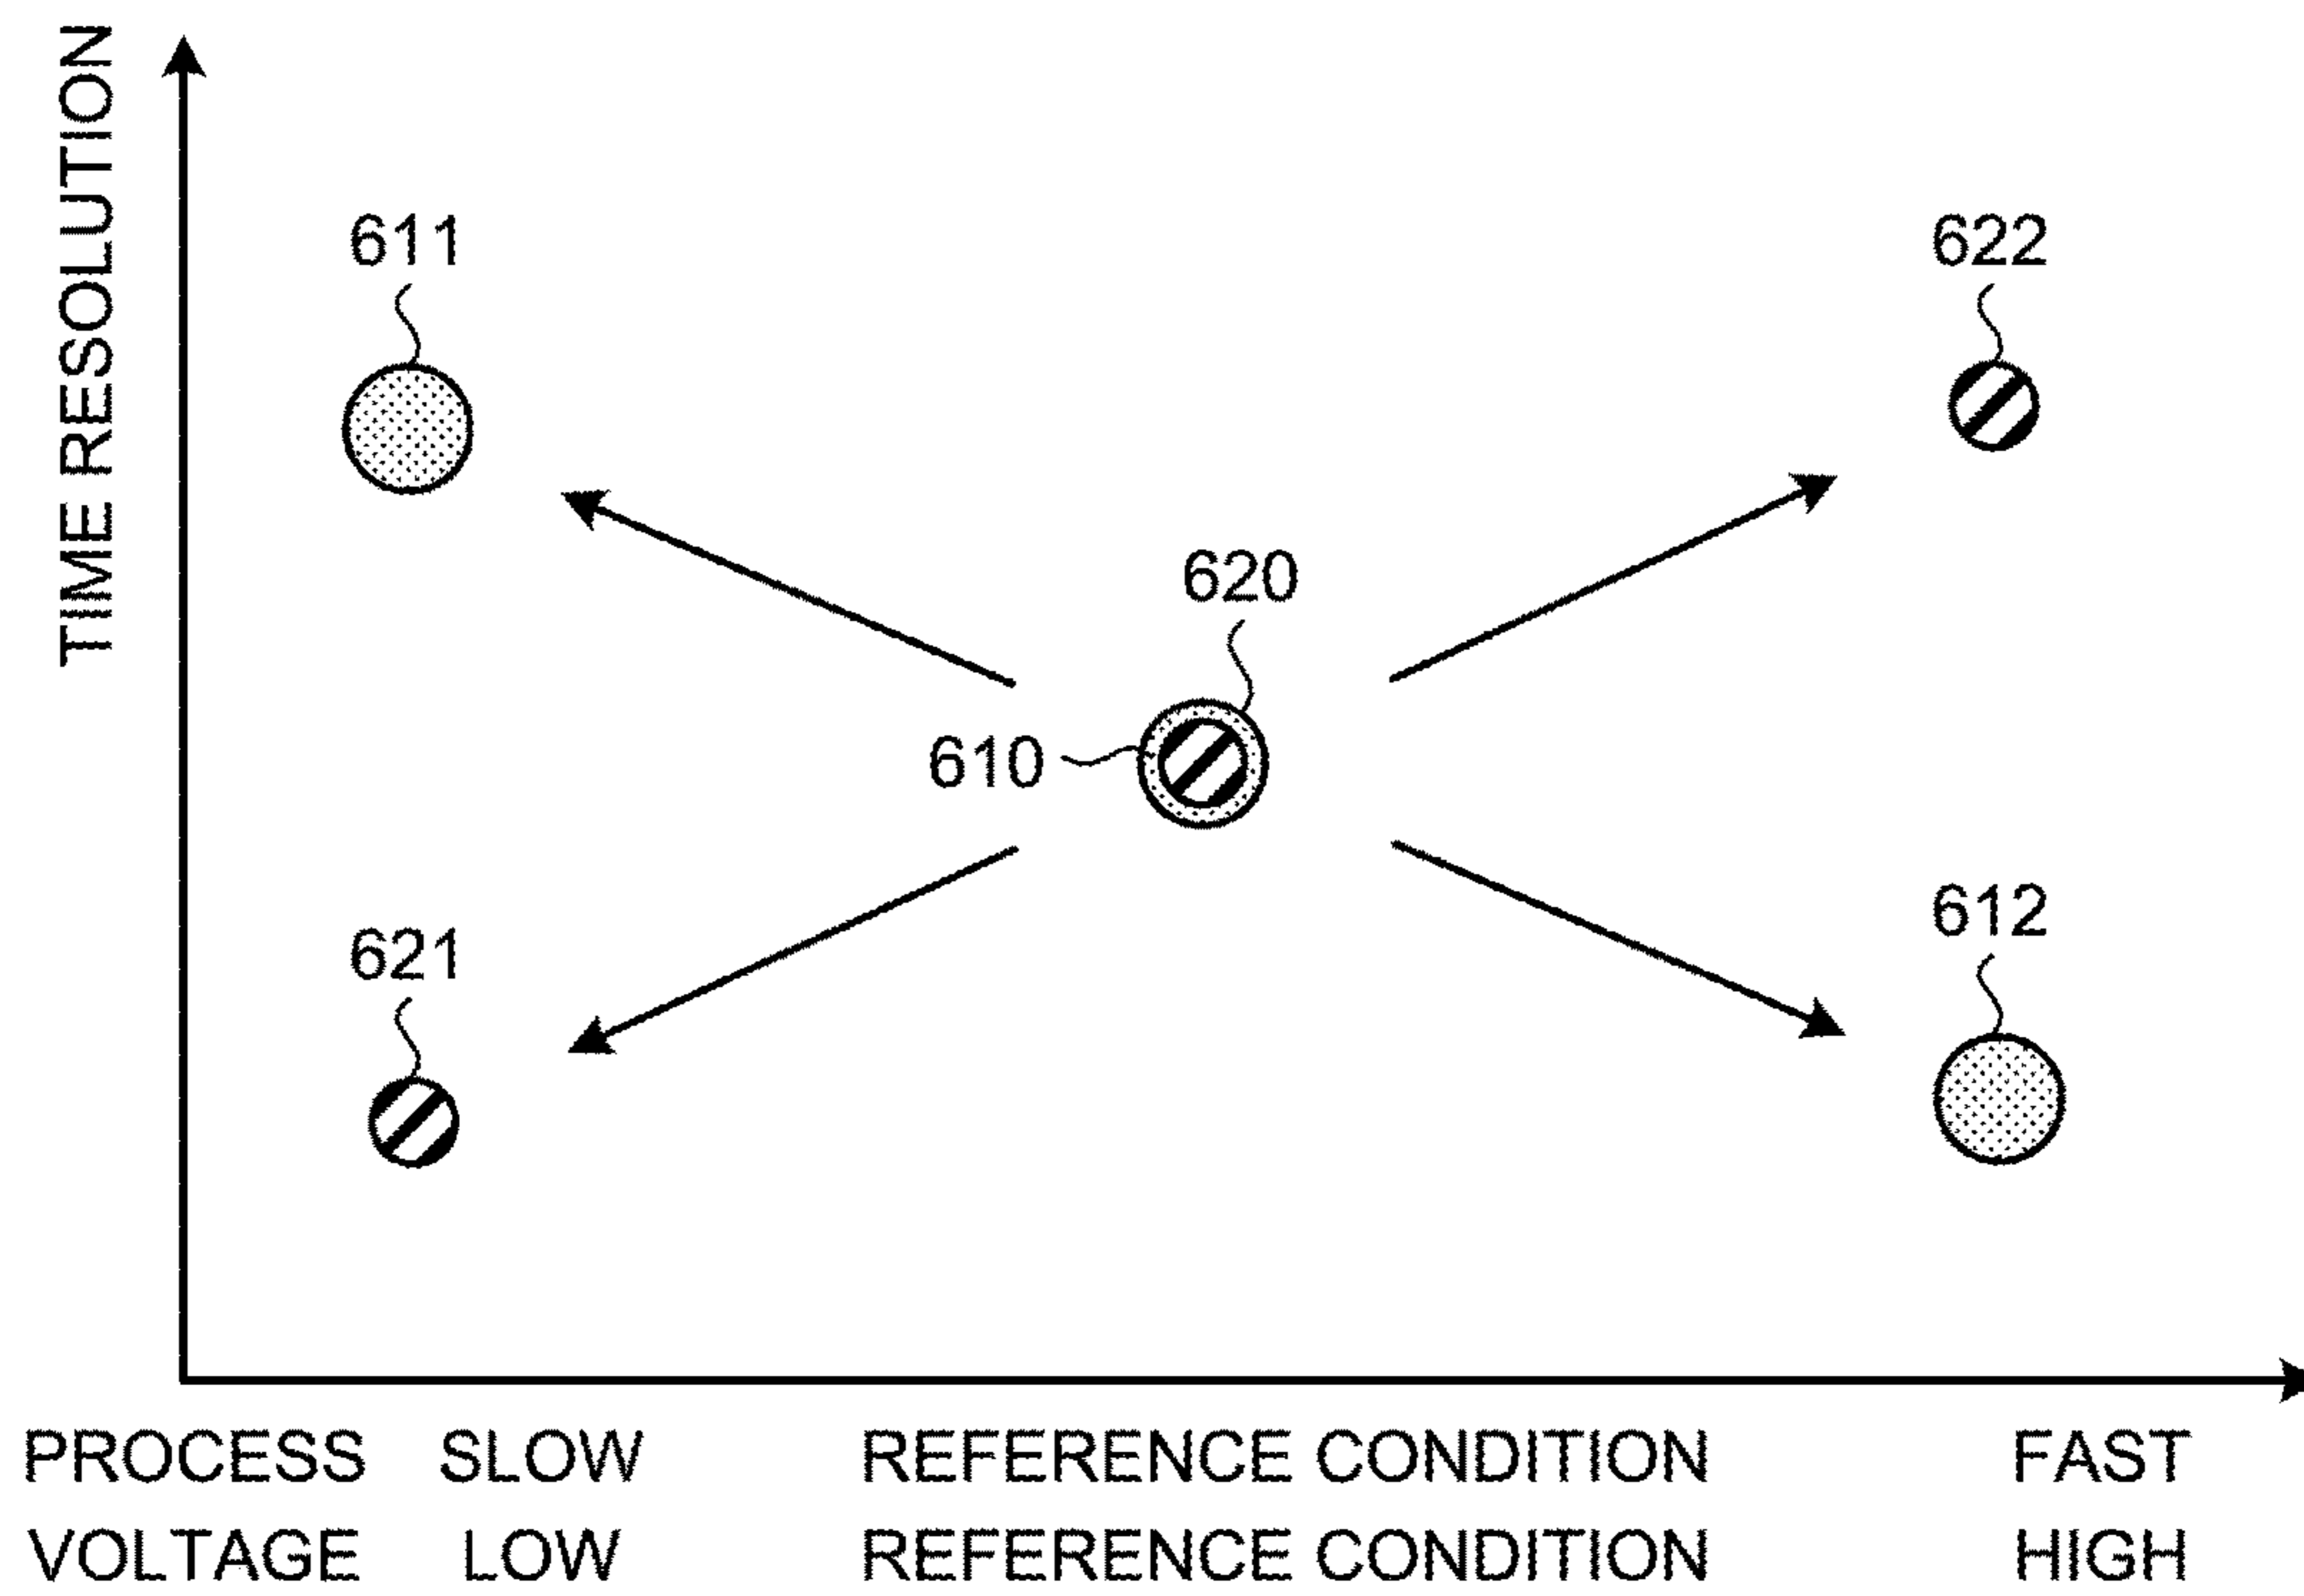 TIME RESOLUTION
611
622
620
610
612
621
PROCESS SLOW REFERENCE CONDITION FAST
VOLTAGE LOW REFERENCE CONDITION HIGH